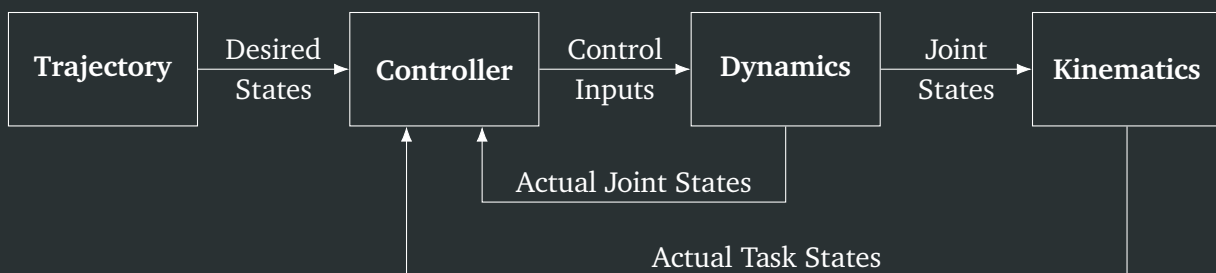 Trajectory
Desired
States
Controller
Control
Inputs
Dynamics
Joint
States
Kinematics
Actual Joint States
Actual Task States